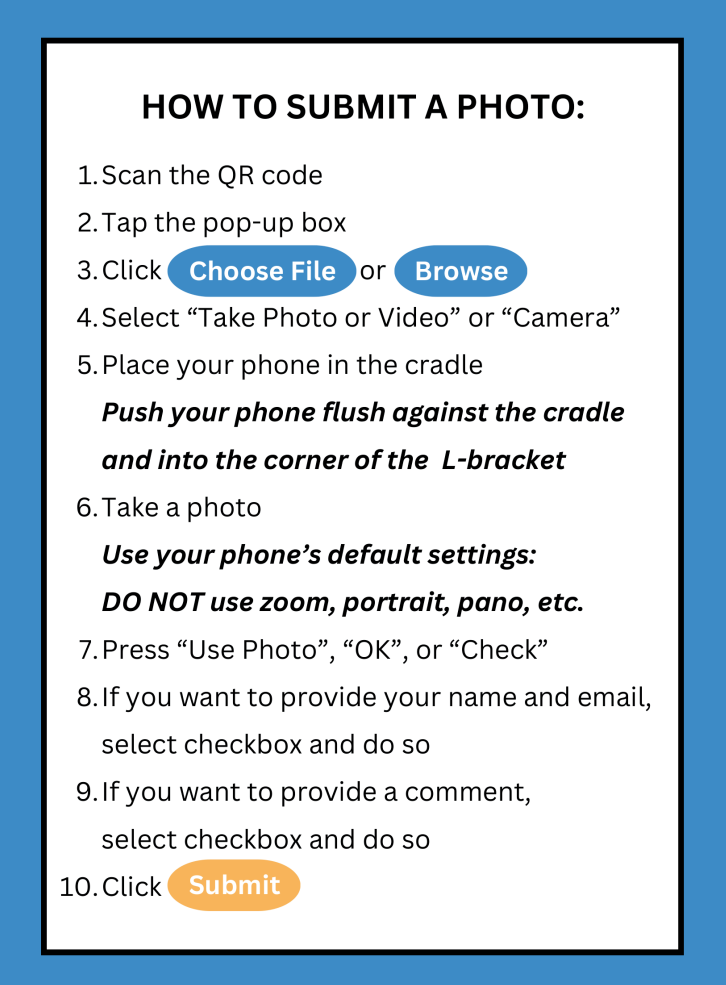 HOW TO SUBMIT A PHOTO:
1. Scan the QR code
2. Tap the pop-up box
3. Click Choose File or Browse
4. Select “Take Photo or Video” or “Camera”
5. Place your phone in the cradle
Push your phone flush against the cradle
and into the corner of the L-bracket
6. Take a photo
Use your phone’s default settings:
DO NOT use zoom, portrait, pano, etc.
7. Press “Use Photo”, “OK”, or “Check”
8. If you want to provide your name and email,
select checkbox and do so
9. If you want to provide a comment,
select checkbox and do so
10. Click Submit